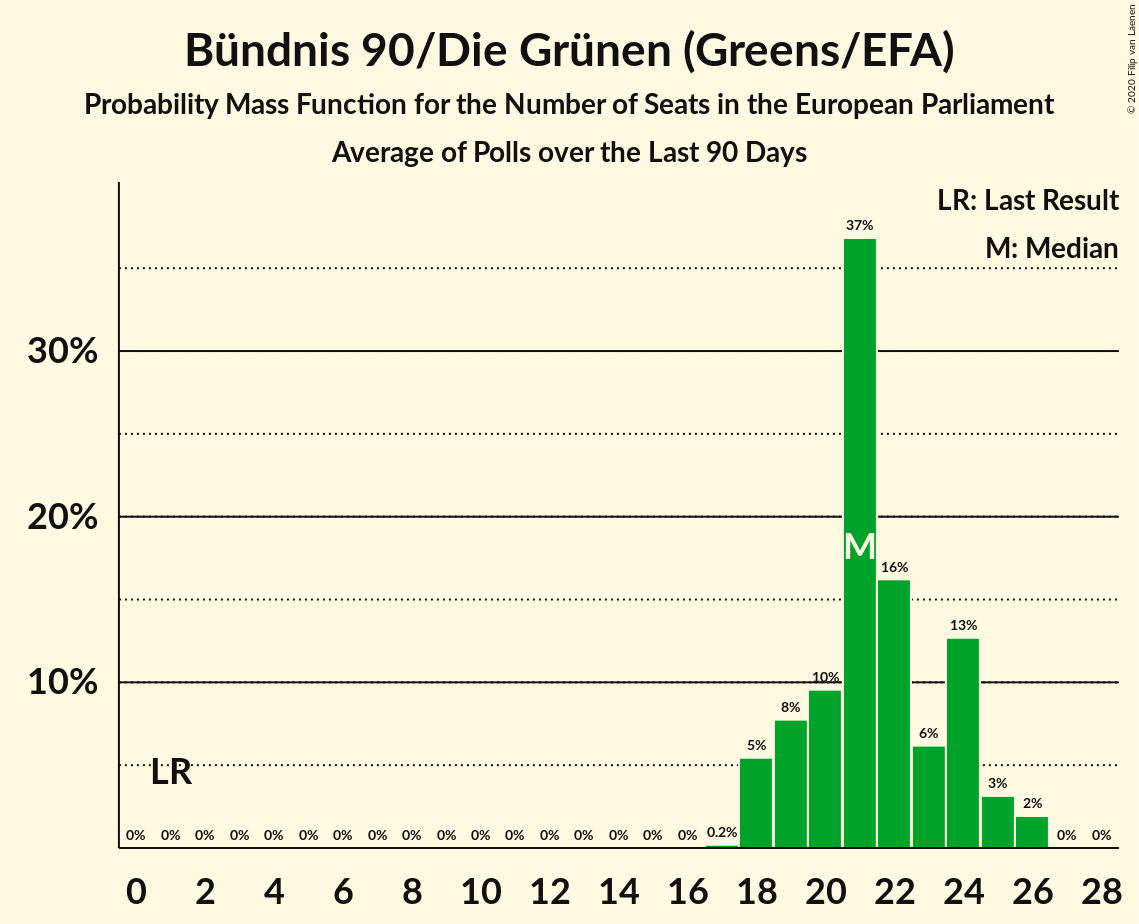 Bündnis 90/Die Grünen (Greens/EFA)
Probability Mass Function for the Number of Seats in the European Parliament
Average of Polls over the Last 90 Days
© 2020 Filip van Laenen
LR: Last Result
M: Median
37%
30%
20%
M
16%
13%
10%
10%
8%
6%
5%
LR
3%
2%
0% 0% 0% 0% 0% 0% 0% 0% 0% 0% 0% 0% 0% 0% 0% 0% 0% 0.2% 0% 0%
0 2 4 6 8 10 12 14 16 18 20 22 24 26 28